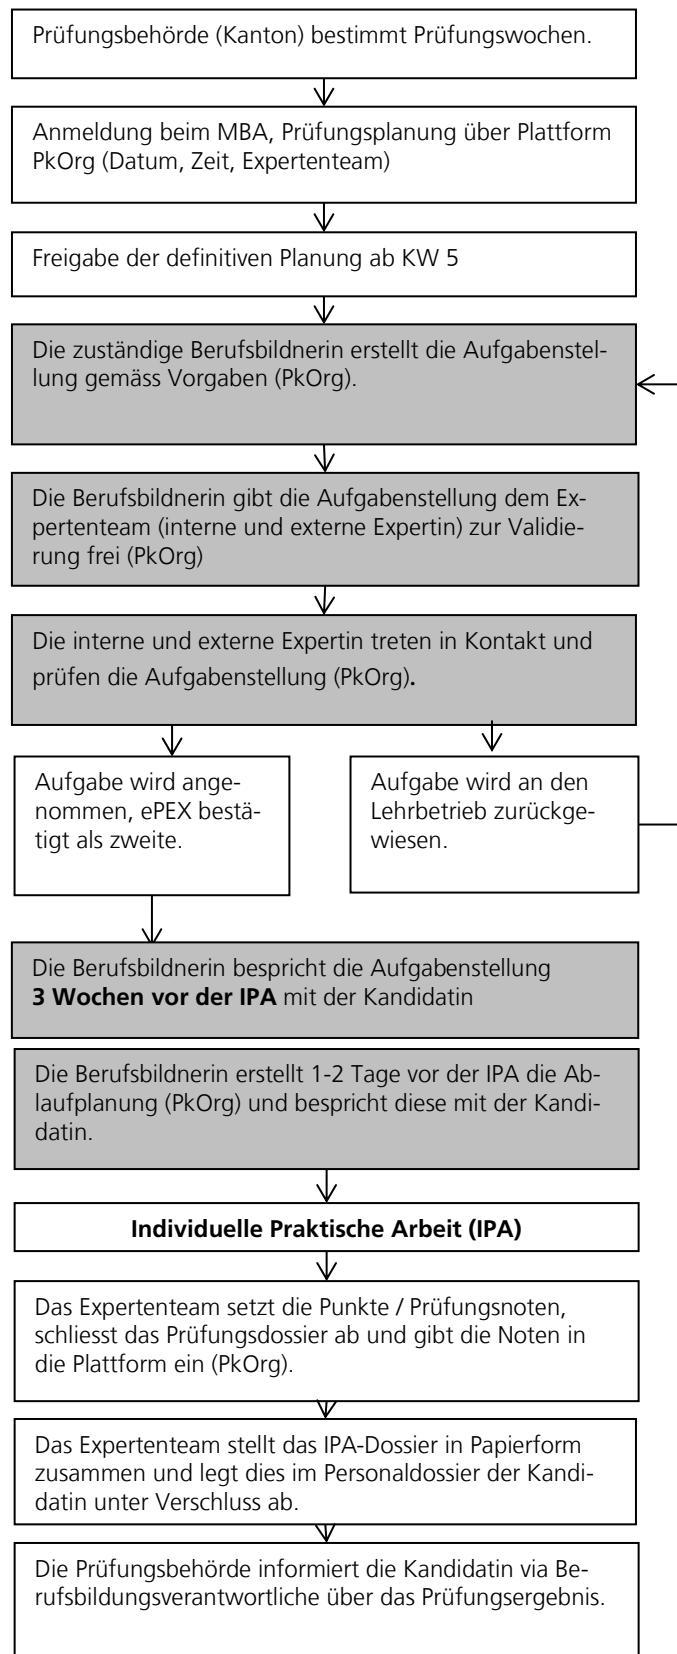 Prüfungsbehörde (Kanton) bestimmt Prüfungswochen.
Anmeldung beim MBA, Prüfungsplanung über Plattform
PkOrg (Datum, Zeit, Expertenteam)
Freigabe der definitiven Planung ab KW 5
Die zuständige Berufsbildnerin erstellt die Aufgabenstel-
lung gemäss Vorgaben (PkOrg).
Die Berufsbildnerin gibt die Aufgabenstellung dem Ex-
pertenteam (interne und externe Expertin) zur Validie-
rung frei (PkOrg)
Die interne und externe Expertin treten in Kontakt und
prüfen die Aufgabenstellung (PkOrg).
Aufgabe wird ange-
nommen, ePEX bestä-
tigt als zweite.
Aufgabe wird an den
Lehrbetrieb zurückge-
wiesen.
Die Berufsbildnerin bespricht die Aufgabenstellung
3 Wochen vor der IPA mit der Kandidatin
Die Berufsbildnerin erstellt 1-2 Tage vor der IPA die Ab-
laufplanung (PkOrg) und bespricht diese mit der Kandi-
datin.
Individuelle Praktische Arbeit (IPA)
Das Expertenteam setzt die Punkte / Prüfungsnoten,
schliesst das Prüfungsdossier ab und gibt die Noten in
die Plattform ein (PkOrg).
Das Expertenteam stellt das IPA-Dossier in Papierform
zusammen und legt dies im Personaldossier der Kandi-
datin unter Verschluss ab.
Die Prüfungsbehörde informiert die Kandidatin via Be-
rufsbildungsverantwortliche über das Prüfungsergebnis.